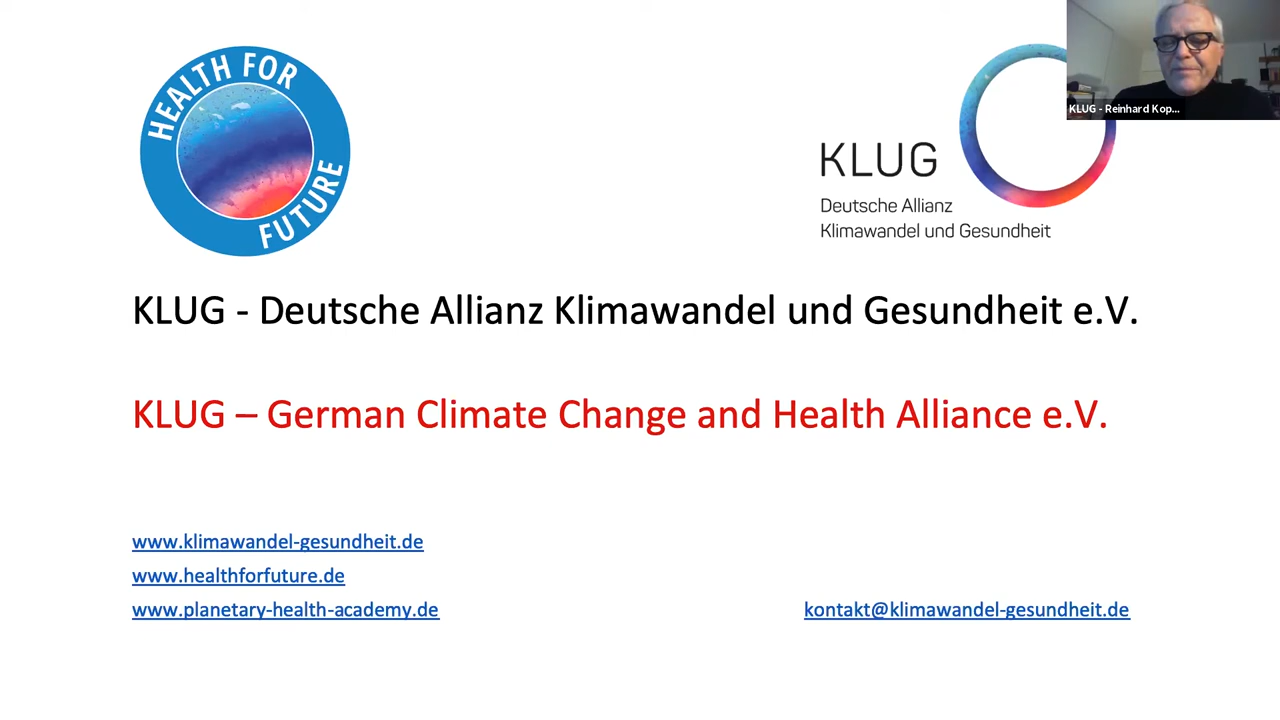 HEALTH FOR
FUTURE
KLUG
Deutsche Allianz
Klimawandel und Gesundheit
KLUG - Reinhard Kop...
KLUG - Deutsche Allianz Klimawandel und Gesundheit e.V.
KLUG – German Climate Change and Health Alliance e.V.
www.klimawandel-gesundheit.de
www.healthforfuture.de
www.planetary-health-academy.de
kontakt@klimawandel-gesundheit.de